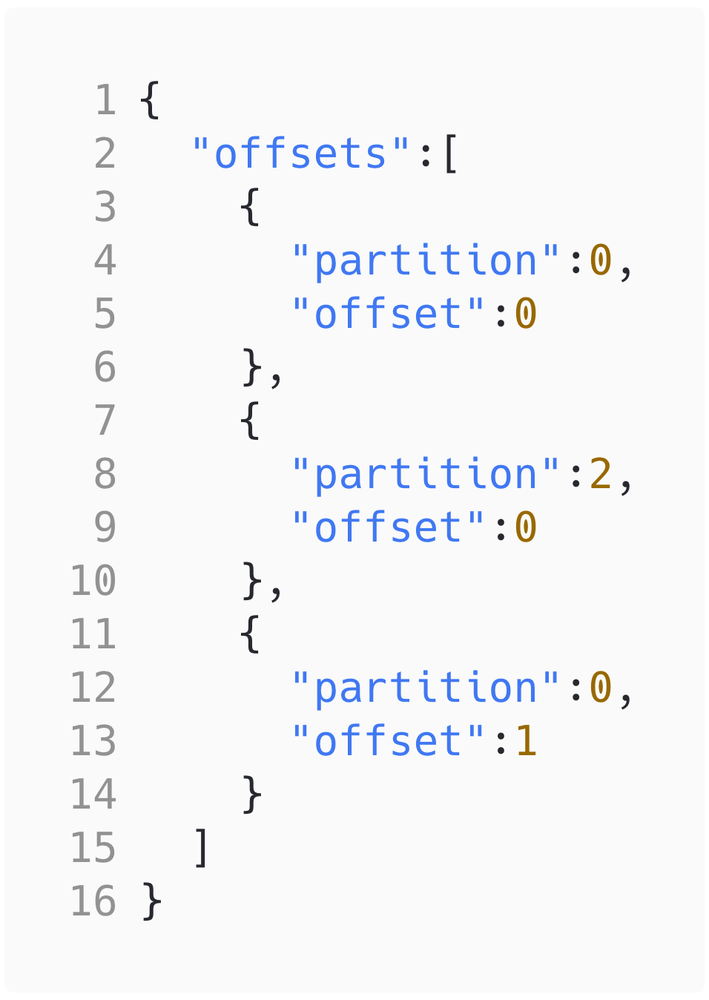 1 {
2   "offsets":[
3     {
4       "partition":0,
5       "offset":0
6     },
7     {
8       "partition":2,
9       "offset":0
10     },
11     {
12       "partition":0,
13       "offset":1
14     }
15   ]
16 }